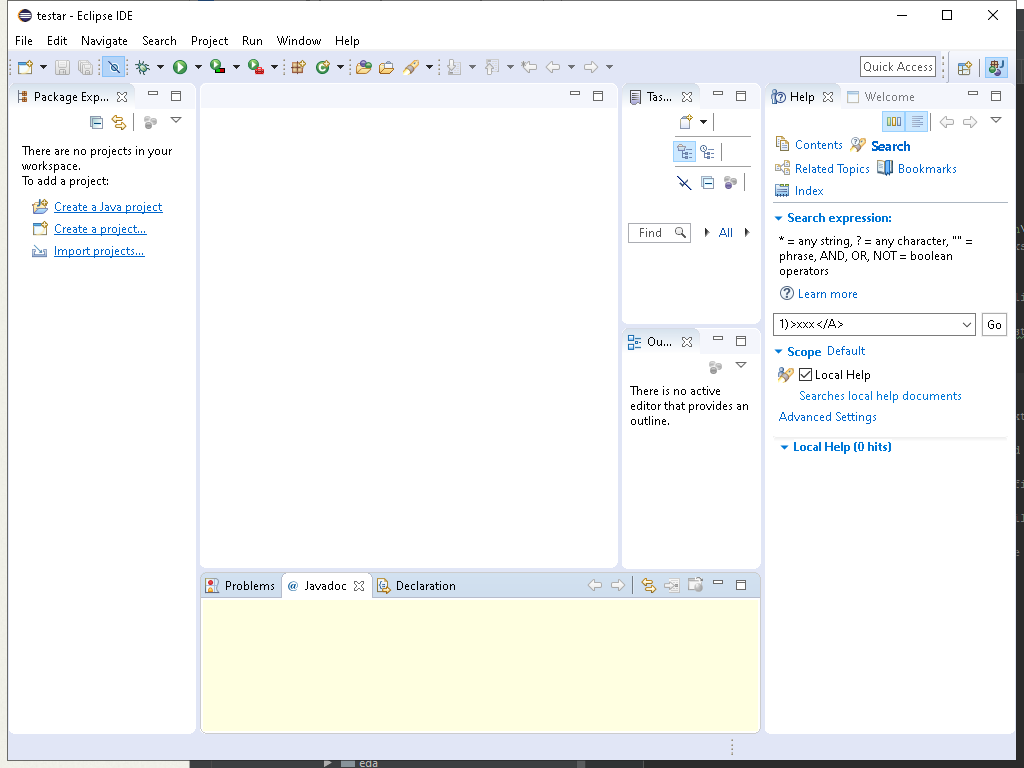 testar - Eclipse IDE
File Edit Navigate Search Project Run Window Help
Quick Access
Package Exp...
There are no projects in your
workspace.
To add a project:
Create a Java project
Create a project...
Import projects...
Tas...
Find
All
Ou...
There is no active
editor that provides an
outline.
Help Welcome
Contents Search
Related Topics Bookmarks
Index
Search expression:
* = any string, ? = any character, "" =
phrase, AND, OR, NOT = boolean
operators
Learn more
1)>xxx</A> Go
Scope Default
Local Help
Searches local help documents
Advanced Settings
Local Help (0 hits)
Problems @ Javadoc Declaration
eda